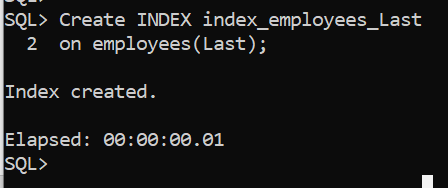 SQL> Create INDEX index_employees_Last
  2  on employees(Last);
Index created.
Elapsed: 00:00:00.01
SQL>